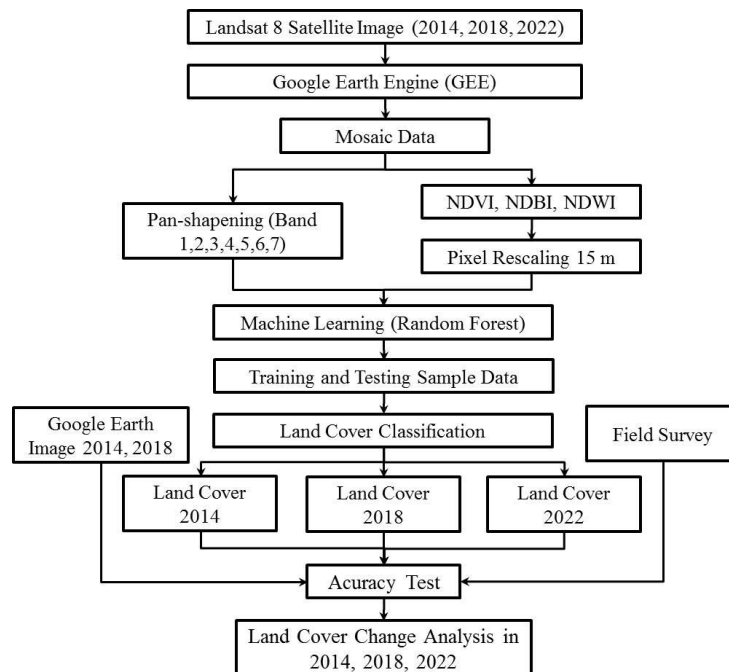 Landsat 8 Satellite Image (2014, 2018, 2022)
Google Earth Engine (GEE)
Mosaic Data
Pan-shapening (Band
1,2,3,4,5,6,7)
NDVI, NDBI, NDWI
Pixel Rescaling 15 m
Machine Learning (Random Forest)
Training and Testing Sample Data
Google Earth
Image 2014, 2018
Land Cover Classification
Field Survey
Land Cover
2014
Land Cover
2018
Land Cover
2022
Acuracy Test
Land Cover Change Analysis in
2014, 2018, 2022